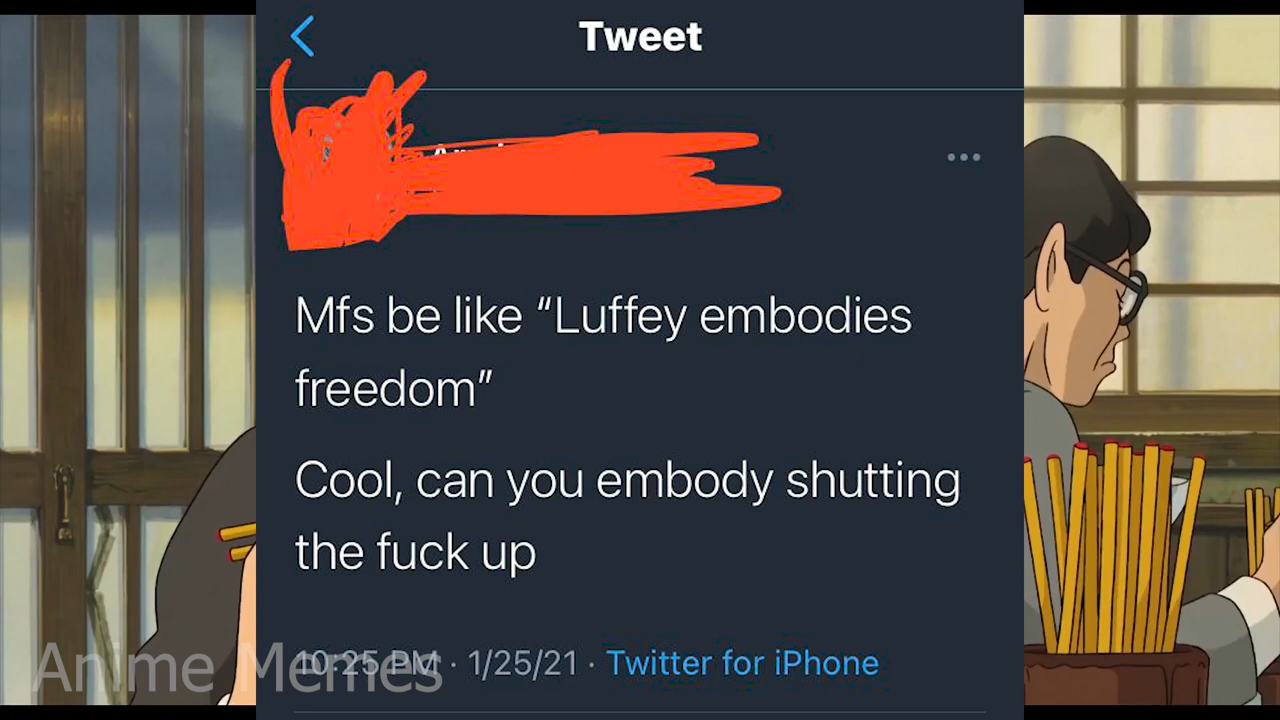 Tweet
Mfs be like “Luffey embodies
freedom”
Cool, can you embody shutting
the fuck up
10:25 PM · 1/25/21 · Twitter for iPhone
Anime Memes